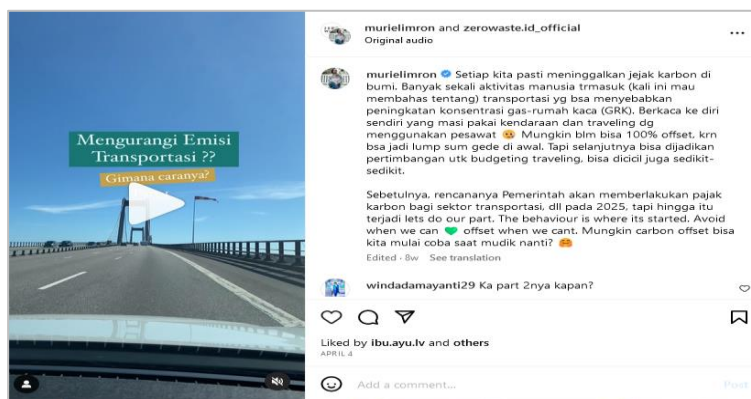 Mengurangi Emisi
Transportasi ??
Gimana caranya?
murielimron and zerowaste.id_official
Original audio
murielimron Setiap kita pasti meninggalkan jejak karbon di
bumi. Banyak sekali aktivitas manusia trmasuk (kali ini mau
membahas tentang) transportasi yg bsa menyebabkan
peningkatan konsentrasi gas-rumah kaca (GRK). Berkaca ke diri
sendiri yang masi pakai kendaraan dan traveling dg
menggunakan pesawat 🥲 Mungkin blm bisa 100% offset, krn
bsa jadi lump sum gede di awal. Tapi selanjutnya bisa dijadikan
pertimbangan utk budgeting traveling, bisa dicicil juga sedikit-
sedikit.
Sebetulnya, rencananya Pemerintah akan memberlakukan pajak
karbon bagi sektor transportasi, dll pada 2025, tapi hingga itu
terjadi lets do our part. The behaviour is where its started. Avoid
when we can 💚 offset when we cant. Mungkin carbon offset bisa
kita mulai coba saat mudik nanti? 🤗
Edited · 8w See translation
windadamayanti29 Ka part 2nya kapan?
Liked by ibu.ayu.lv and others
APRIL 4
Add a comment...
Post